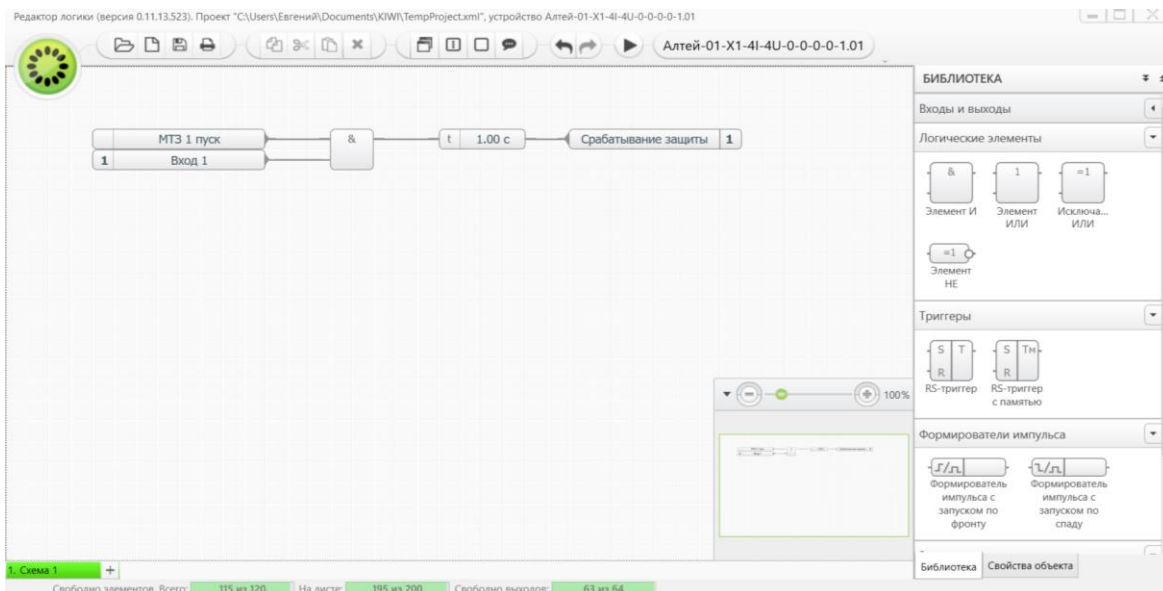 Редактор логики (версия 0.11.13.523). Проект "C:\Users\Евгений\Documents\KIWI\TempProject.xml", устройство Алтей-01-X1-4I-4U-0-0-0-0-1.01
Алтей-01-X1-4I-4U-0-0-0-0-1.01
МТЗ 1 пуск
&
t 1.00 с
Срабатывание защиты 1
1 Вход 1
100%
БИБЛИОТЕКА
Входы и выходы
Логические элементы
& 1 =1
Элемент И Элемент Исключа...
ИЛИ ИЛИ
=1
Элемент
НЕ
Триггеры
S T S Tм
R R
RS-триггер RS-триггер
с памятью
Формирователи импульса
Формирователь Формирователь
импульса с импульса с
запуском по запуском по
фронту спаду
Библиотека Свойства объекта
1. Схема 1 +
Свободно элементов. Всего: 115 из 120 На листе: 195 из 200 Свободно выходов: 63 из 64